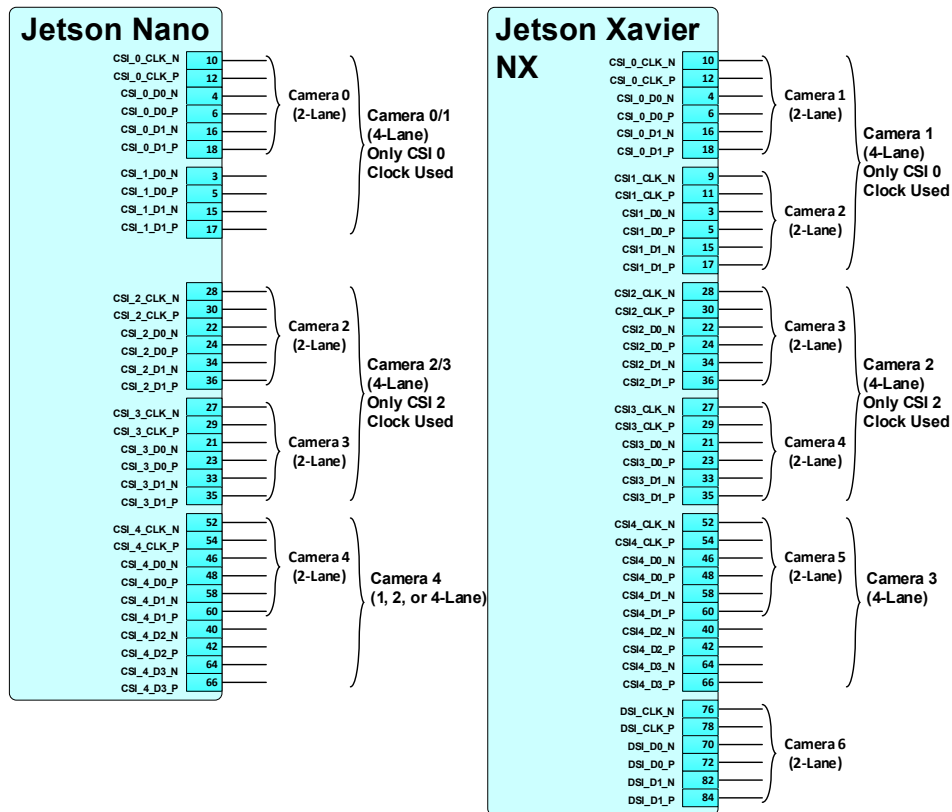 Jetson Nano
CSI_0_CLK_N 10
CSI_0_CLK_P 12
CSI_0_D0_N 4
CSI_0_D0_P 6
CSI_0_D1_N 16
CSI_0_D1_P 18
Camera 0
(2-Lane)
CSI_1_D0_N 3
CSI_1_D0_P 5
CSI_1_D1_N 15
CSI_1_D1_P 17
Camera 0/1
(4-Lane)
Only CSI 0
Clock Used
CSI_2_CLK_N 28
CSI_2_CLK_P 30
CSI_2_D0_N 22
CSI_2_D0_P 24
CSI_2_D1_N 34
CSI_2_D1_P 36
Camera 2
(2-Lane)
CSI_3_CLK_N 27
CSI_3_CLK_P 29
CSI_3_D0_N 21
CSI_3_D0_P 23
CSI_3_D1_N 33
CSI_3_D1_P 35
Camera 3
(2-Lane)
Camera 2/3
(4-Lane)
Only CSI 2
Clock Used
CSI_4_CLK_N 52
CSI_4_CLK_P 54
CSI_4_D0_N 46
CSI_4_D0_P 48
CSI_4_D1_N 58
CSI_4_D1_P 60
CSI_4_D2_N 40
CSI_4_D2_P 42
CSI_4_D3_N 64
CSI_4_D3_P 66
Camera 4
(2-Lane)
Camera 4
(1, 2, or 4-Lane)
Jetson Xavier
NX
CSI_0_CLK_N 10
CSI_0_CLK_P 12
CSI_0_D0_N 4
CSI_0_D0_P 6
CSI_0_D1_N 16
CSI_0_D1_P 18
Camera 1
(2-Lane)
CSI1_CLK_N 9
CSI1_CLK_P 11
CSI1_D0_N 3
CSI1_D0_P 5
CSI1_D1_N 15
CSI1_D1_P 17
Camera 2
(2-Lane)
Camera 1
(4-Lane)
Only CSI 0
Clock Used
CSI2_CLK_N 28
CSI2_CLK_P 30
CSI2_D0_N 22
CSI2_D0_P 24
CSI2_D1_N 34
CSI2_D1_P 36
Camera 3
(2-Lane)
CSI3_CLK_N 27
CSI3_CLK_P 29
CSI3_D0_N 21
CSI3_D0_P 23
CSI3_D1_N 33
CSI3_D1_P 35
Camera 4
(2-Lane)
Camera 2
(4-Lane)
Only CSI 2
Clock Used
CSI4_CLK_N 52
CSI4_CLK_P 54
CSI4_D0_N 46
CSI4_D0_P 48
CSI4_D1_N 58
CSI4_D1_P 60
CSI4_D2_N 40
CSI4_D2_P 42
CSI4_D3_N 64
CSI4_D3_P 66
Camera 5
(2-Lane)
Camera 3
(4-Lane)
DSI_CLK_N 76
DSI_CLK_P 78
DSI_D0_N 70
DSI_D0_P 72
DSI_D1_N 82
DSI_D1_P 84
Camera 6
(2-Lane)